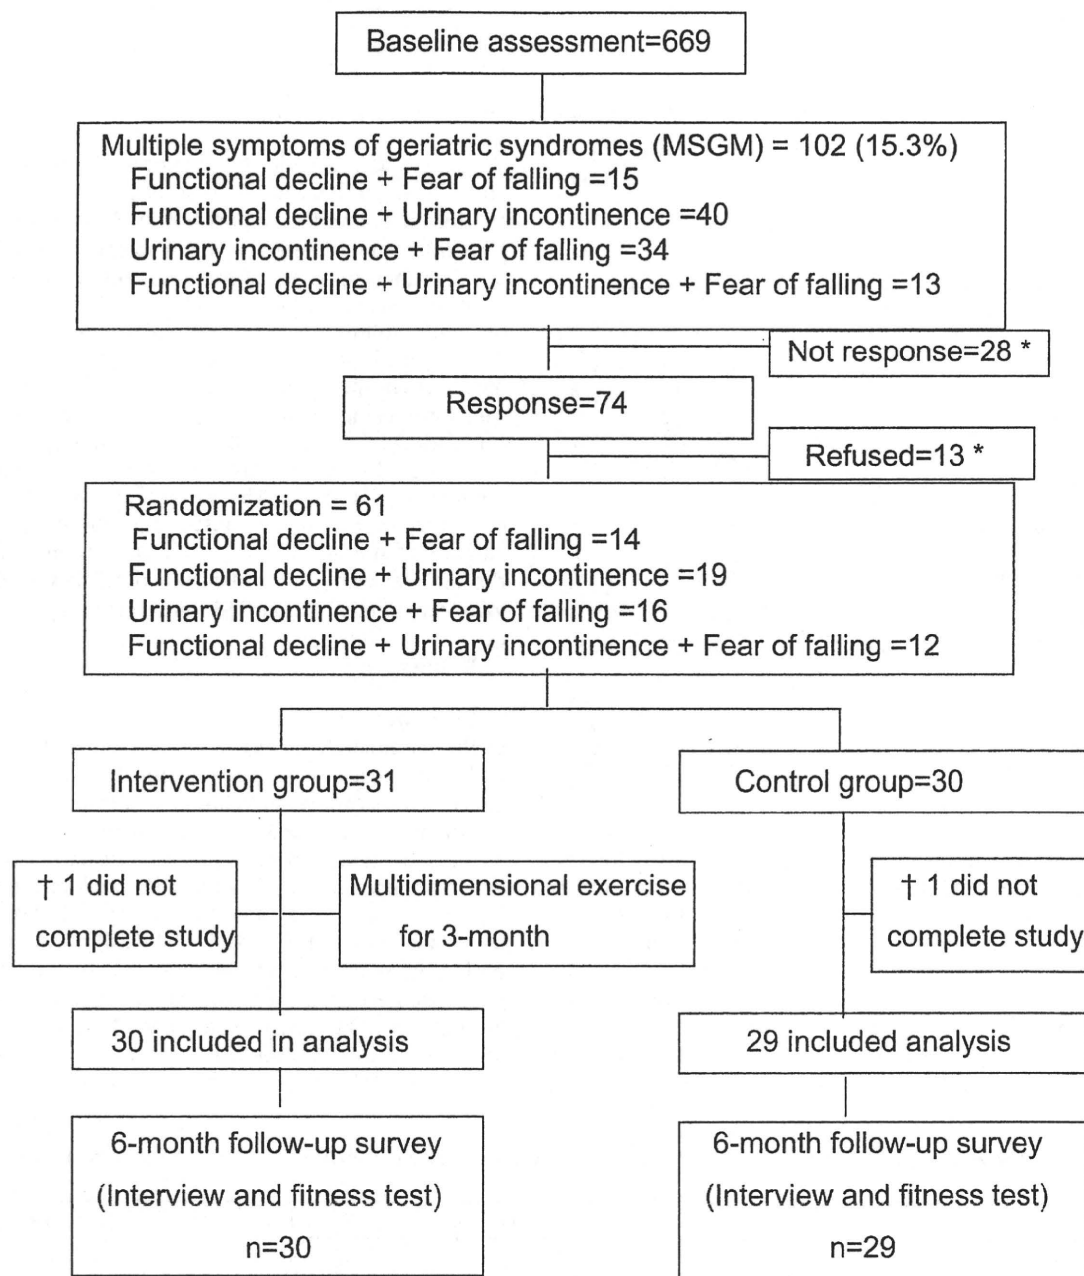 Baseline assessment=669
Multiple symptoms of geriatric syndromes (MSGM) = 102 (15.3%)
Functional decline + Fear of falling =15
Functional decline + Urinary incontinence =40
Urinary incontinence + Fear of falling =34
Functional decline + Urinary incontinence + Fear of falling =13
Not response=28 *
Response=74
Refused=13 *
Randomization = 61
Functional decline + Fear of falling =14
Functional decline + Urinary incontinence =19
Urinary incontinence + Fear of falling =16
Functional decline + Urinary incontinence + Fear of falling =12
Intervention group=31
Control group=30
† 1 did not
complete study
Multidimensional exercise
for 3-month
† 1 did not
complete study
30 included in analysis
29 included analysis
6-month follow-up survey
(Interview and fitness test)
n=30
6-month follow-up survey
(Interview and fitness test)
n=29